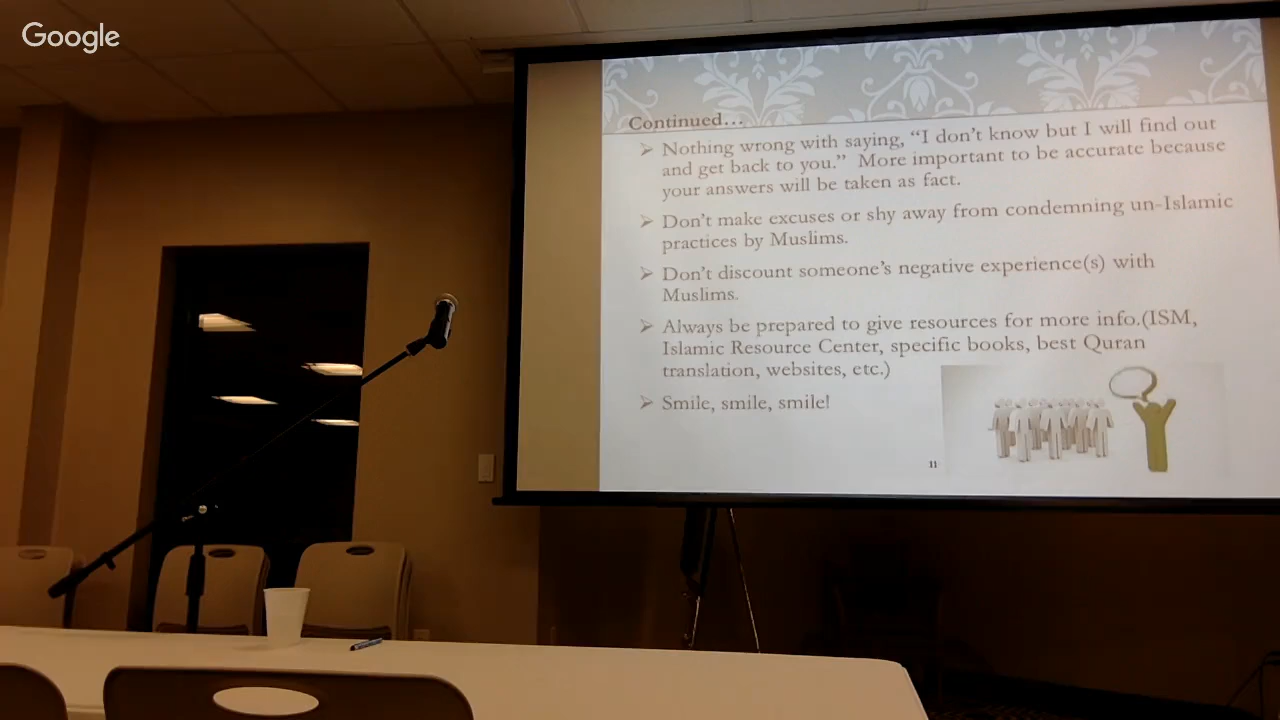 Google
Continued…
➢ Nothing wrong with saying, “I don’t know but I will find out
and get back to you.” More important to be accurate because
your answers will be taken as fact.
➢ Don’t make excuses or shy away from condemning un-Islamic
practices by Muslims.
➢ Don’t discount someone’s negative experience(s) with
Muslims.
➢ Always be prepared to give resources for more info.(ISM,
Islamic Resource Center, specific books, best Quran
translation, websites, etc.)
➢ Smile, smile, smile!
11